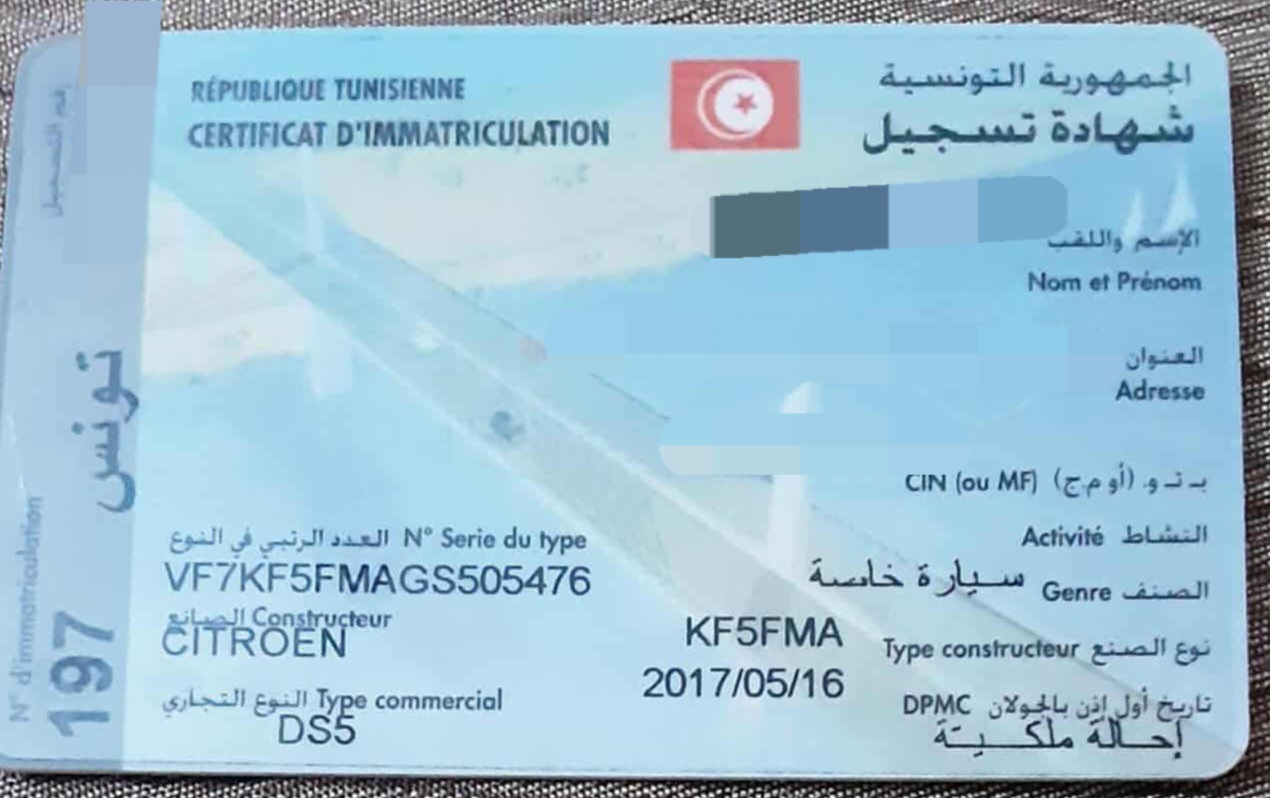 RÉPUBLIQUE TUNISIENNE
CERTIFICAT D'IMMATRICULATION
الجمهورية التونسية
شهادة تسجيل
رقم التسجيل
تونس
197
N° d'immatriculation
الإسم واللقب
Nom et Prénom
العنوان
Adresse
CIN (ou MF) ب ت و. (أو م.ج)
Activité النشاط
N° Serie du type العدد الرتبي في النوع
VF7KF5FMAGS505476
سيارة خاصة Genre الصنف
Constructeur الصانع
CITROEN
KF5FMA Type constructeur نوع الصنع
2017/05/16 DPMC تاريخ أول إذن بالجولان
Type commercial النوع التجاري
DS5
إحالة ملكية